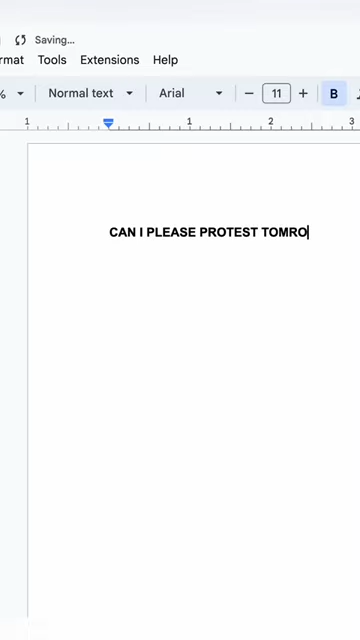 Saving...
rmat Tools Extensions Help
% Normal text Arial 11 B
1 1 2 3
CAN I PLEASE PROTEST TOMRO